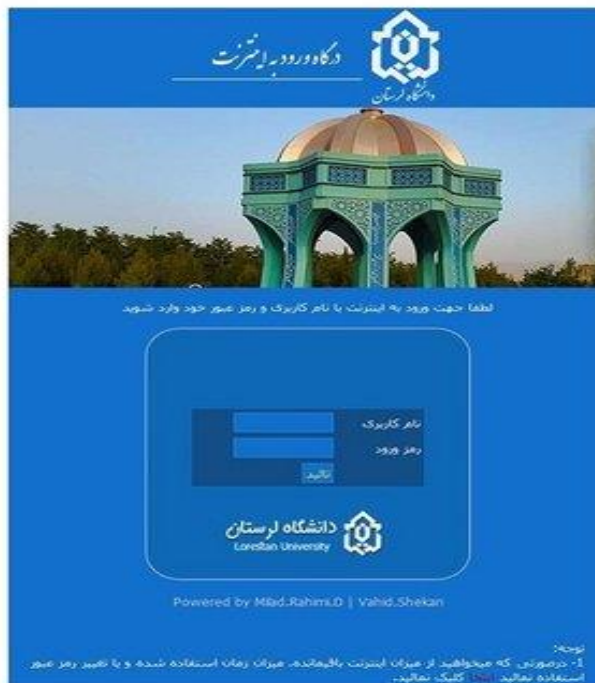 درگاه ورود به اینترنت
دانشگاه لرستان
لطفا جهت ورود به اینترنت با نام کاربری و رمز عبور خود وارد شوید
نام کاربری
رمز ورود
تائید
دانشگاه لرستان
Lorestan University
Powered by Milad.Rahimi.D | Vahid.Shekan
توجه:
1- درصورتی که میخواهید از میزان اینترنت باقیمانده، میزان زمان استفاده شده و یا تغییر رمز عبور
استفاده نمائید اینجا کلیک نمائید.